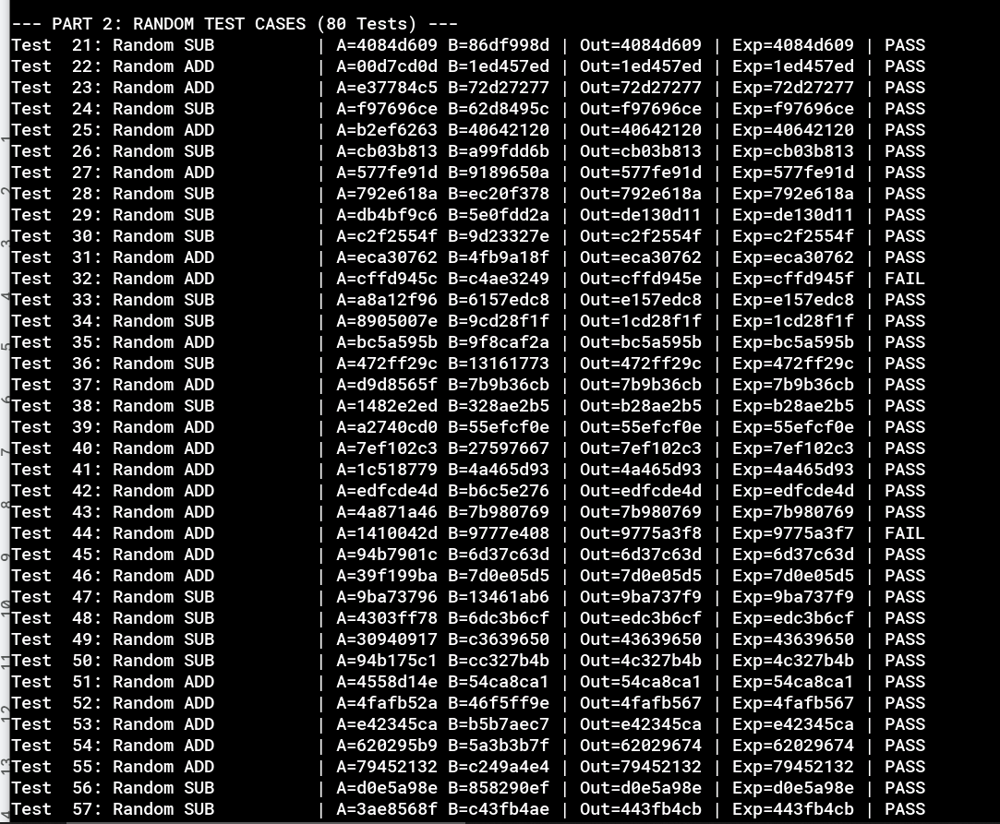 --- PART 2: RANDOM TEST CASES (80 Tests) ---
Test  21: Random SUB          | A=4084d609 B=86df998d | Out=4084d609 | Exp=4084d609 | PASS
Test  22: Random ADD          | A=00d7cd0d B=1ed457ed | Out=1ed457ed | Exp=1ed457ed | PASS
Test  23: Random ADD          | A=e37784c5 B=72d27277 | Out=72d27277 | Exp=72d27277 | PASS
Test  24: Random SUB          | A=f97696ce B=62d8495c | Out=f97696ce | Exp=f97696ce | PASS
Test  25: Random ADD          | A=b2ef6263 B=40642120 | Out=40642120 | Exp=40642120 | PASS
Test  26: Random SUB          | A=cb03b813 B=a99fdd6b | Out=cb03b813 | Exp=cb03b813 | PASS
Test  27: Random ADD          | A=577fe91d B=9189650a | Out=577fe91d | Exp=577fe91d | PASS
Test  28: Random SUB          | A=792e618a B=ec20f378 | Out=792e618a | Exp=792e618a | PASS
Test  29: Random SUB          | A=db4bf9c6 B=5e0fdd2a | Out=de130d11 | Exp=de130d11 | PASS
Test  30: Random SUB          | A=c2f2554f B=9d23327e | Out=c2f2554f | Exp=c2f2554f | PASS
Test  31: Random ADD          | A=eca30762 B=4fb9a18f | Out=eca30762 | Exp=eca30762 | PASS
Test  32: Random ADD          | A=cffd945c B=c4ae3249 | Out=cffd945e | Exp=cffd945f | FAIL
Test  33: Random SUB          | A=a8a12f96 B=6157edc8 | Out=e157edc8 | Exp=e157edc8 | PASS
Test  34: Random SUB          | A=8905007e B=9cd28f1f | Out=1cd28f1f | Exp=1cd28f1f | PASS
Test  35: Random ADD          | A=bc5a595b B=9f8caf2a | Out=bc5a595b | Exp=bc5a595b | PASS
Test  36: Random SUB          | A=472ff29c B=13161773 | Out=472ff29c | Exp=472ff29c | PASS
Test  37: Random ADD          | A=d9d8565f B=7b9b36cb | Out=7b9b36cb | Exp=7b9b36cb | PASS
Test  38: Random SUB          | A=1482e2ed B=328ae2b5 | Out=b28ae2b5 | Exp=b28ae2b5 | PASS
Test  39: Random ADD          | A=a2740cd0 B=55efcf0e | Out=55efcf0e | Exp=55efcf0e | PASS
Test  40: Random ADD          | A=7ef102c3 B=27597667 | Out=7ef102c3 | Exp=7ef102c3 | PASS
Test  41: Random ADD          | A=1c518779 B=4a465d93 | Out=4a465d93 | Exp=4a465d93 | PASS
Test  42: Random ADD          | A=edfcde4d B=b6c5e276 | Out=edfcde4d | Exp=edfcde4d | PASS
Test  43: Random ADD          | A=4a871a46 B=7b980769 | Out=7b980769 | Exp=7b980769 | PASS
Test  44: Random ADD          | A=1410042d B=9777e408 | Out=9775a3f8 | Exp=9775a3f7 | FAIL
Test  45: Random ADD          | A=94b7901c B=6d37c63d | Out=6d37c63d | Exp=6d37c63d | PASS
Test  46: Random ADD          | A=39f199ba B=7d0e05d5 | Out=7d0e05d5 | Exp=7d0e05d5 | PASS
Test  47: Random SUB          | A=9ba73796 B=13461ab6 | Out=9ba737f9 | Exp=9ba737f9 | PASS
Test  48: Random SUB          | A=4303ff78 B=6dc3b6cf | Out=edc3b6cf | Exp=edc3b6cf | PASS
Test  49: Random SUB          | A=30940917 B=c3639650 | Out=43639650 | Exp=43639650 | PASS
Test  50: Random SUB          | A=94b175c1 B=cc327b4b | Out=4c327b4b | Exp=4c327b4b | PASS
Test  51: Random ADD          | A=4558d14e B=54ca8ca1 | Out=54ca8ca1 | Exp=54ca8ca1 | PASS
Test  52: Random ADD          | A=4fafb52a B=46f5ff9e | Out=4fafb567 | Exp=4fafb567 | PASS
Test  53: Random ADD          | A=e42345ca B=b5b7aec7 | Out=e42345ca | Exp=e42345ca | PASS
Test  54: Random ADD          | A=620295b9 B=5a3b3b7f | Out=62029674 | Exp=62029674 | PASS
Test  55: Random ADD          | A=79452132 B=c249a4e4 | Out=79452132 | Exp=79452132 | PASS
Test  56: Random SUB          | A=d0e5a98e B=858290ef | Out=d0e5a98e | Exp=d0e5a98e | PASS
Test  57: Random SUB          | A=3ae8568f B=c43fb4ae | Out=443fb4cb | Exp=443fb4cb | PASS